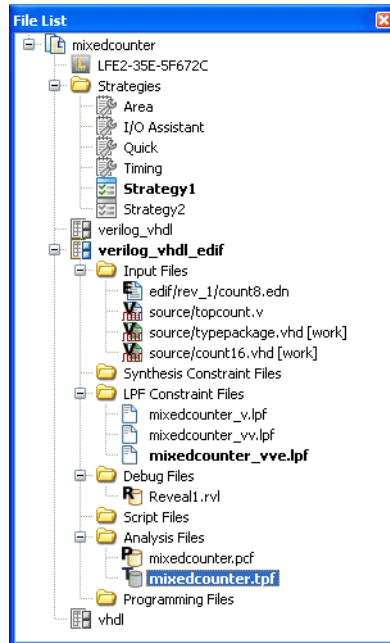 File List
mixedcounter
LFE2-35E-5F672C
Strategies
Area
I/O Assistant
Quick
Timing
Strategy1
Strategy2
verilog_vhdl
verilog_vhdl_edif
Input Files
edif/rev_1/count8.edn
source/topcount.v
source/typepackage.vhd [work]
source/count16.vhd [work]
Synthesis Constraint Files
LPF Constraint Files
mixedcounter_v.lpf
mixedcounter_vv.lpf
mixedcounter_vve.lpf
Debug Files
Reveal1.rvl
Script Files
Analysis Files
mixedcounter.pcf
mixedcounter.tpf
Programming Files
vhdl